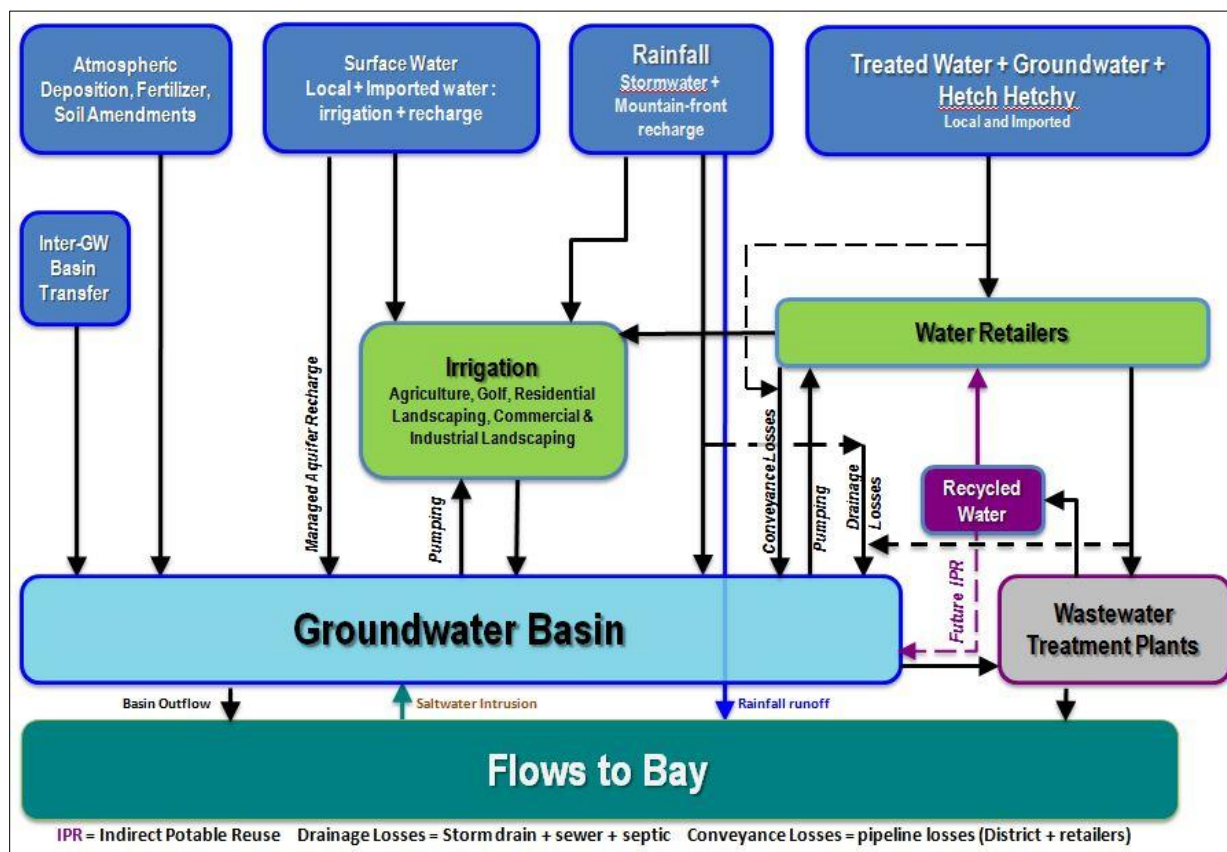 Atmospheric
Deposition, Fertilizer,
Soil Amendments
Surface Water
Local + Imported water :
irrigation + recharge
Rainfall
Stormwater +
Mountain-front
recharge
Treated Water + Groundwater +
Hetch Hetchy
Local and Imported
Inter-GW
Basin
Transfer
Water Retailers
Irrigation
Agriculture, Golf, Residential
Landscaping, Commercial &
Industrial Landscaping
Managed Aquifer Recharge
Pumping
Conveyance Losses
Pumping
Drainage
Losses
Recycled
Water
Future IPR
Groundwater Basin
Wastewater
Treatment Plants
Basin Outflow
Saltwater Intrusion
Rainfall runoff
Flows to Bay
IPR = Indirect Potable Reuse Drainage Losses = Storm drain + sewer + septic Conveyance Losses = pipeline losses (District + retailers)